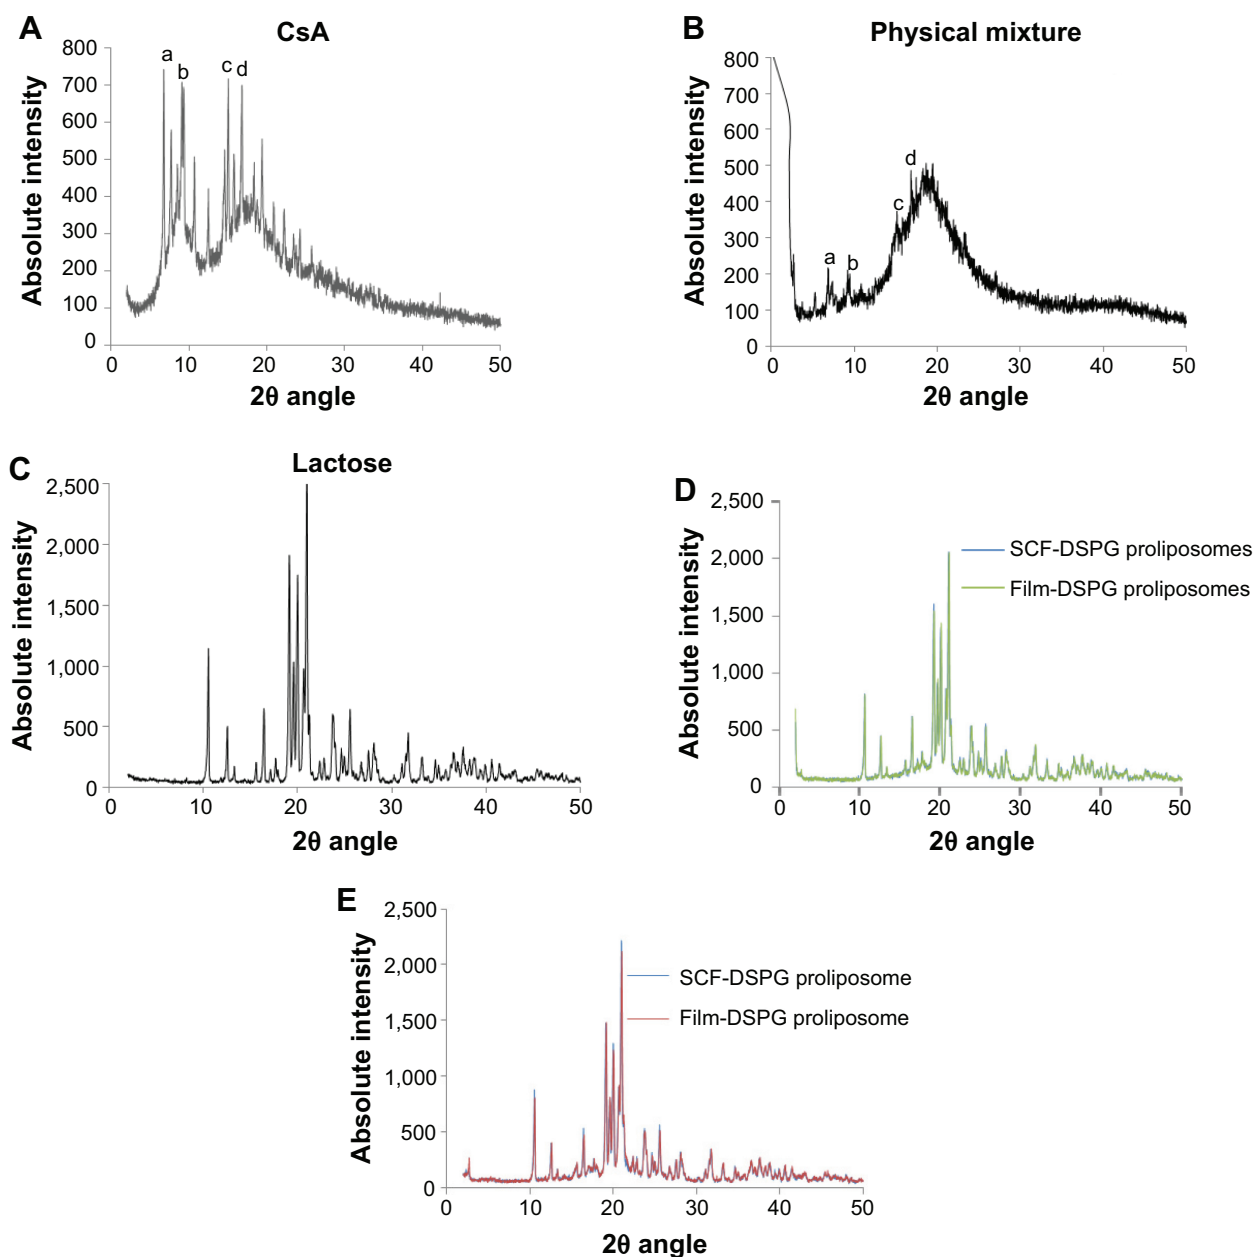 A
CsA
Absolute intensity
800
700
600
500
400
300
200
100
0
a
b
c d
0 10 20 30 40 50
2θ angle
B
Physical mixture
Absolute intensity
800
700
600
500
400
300
200
100
0
a
b
c
d
0 10 20 30 40 50
2θ angle
C
Lactose
Absolute intensity
2,500
2,000
1,500
1,000
500
0
0 10 20 30 40 50
2θ angle
D
Absolute intensity
2,500
2,000
1,500
1,000
500
0
SCF-DSPG proliposomes
Film-DSPG proliposomes
0 10 20 30 40 50
2θ angle
E
Absolute intensity
2,500
2,000
1,500
1,000
500
0
SCF-DSPG proliposome
Film-DSPG proliposome
0 10 20 30 40 50
2θ angle